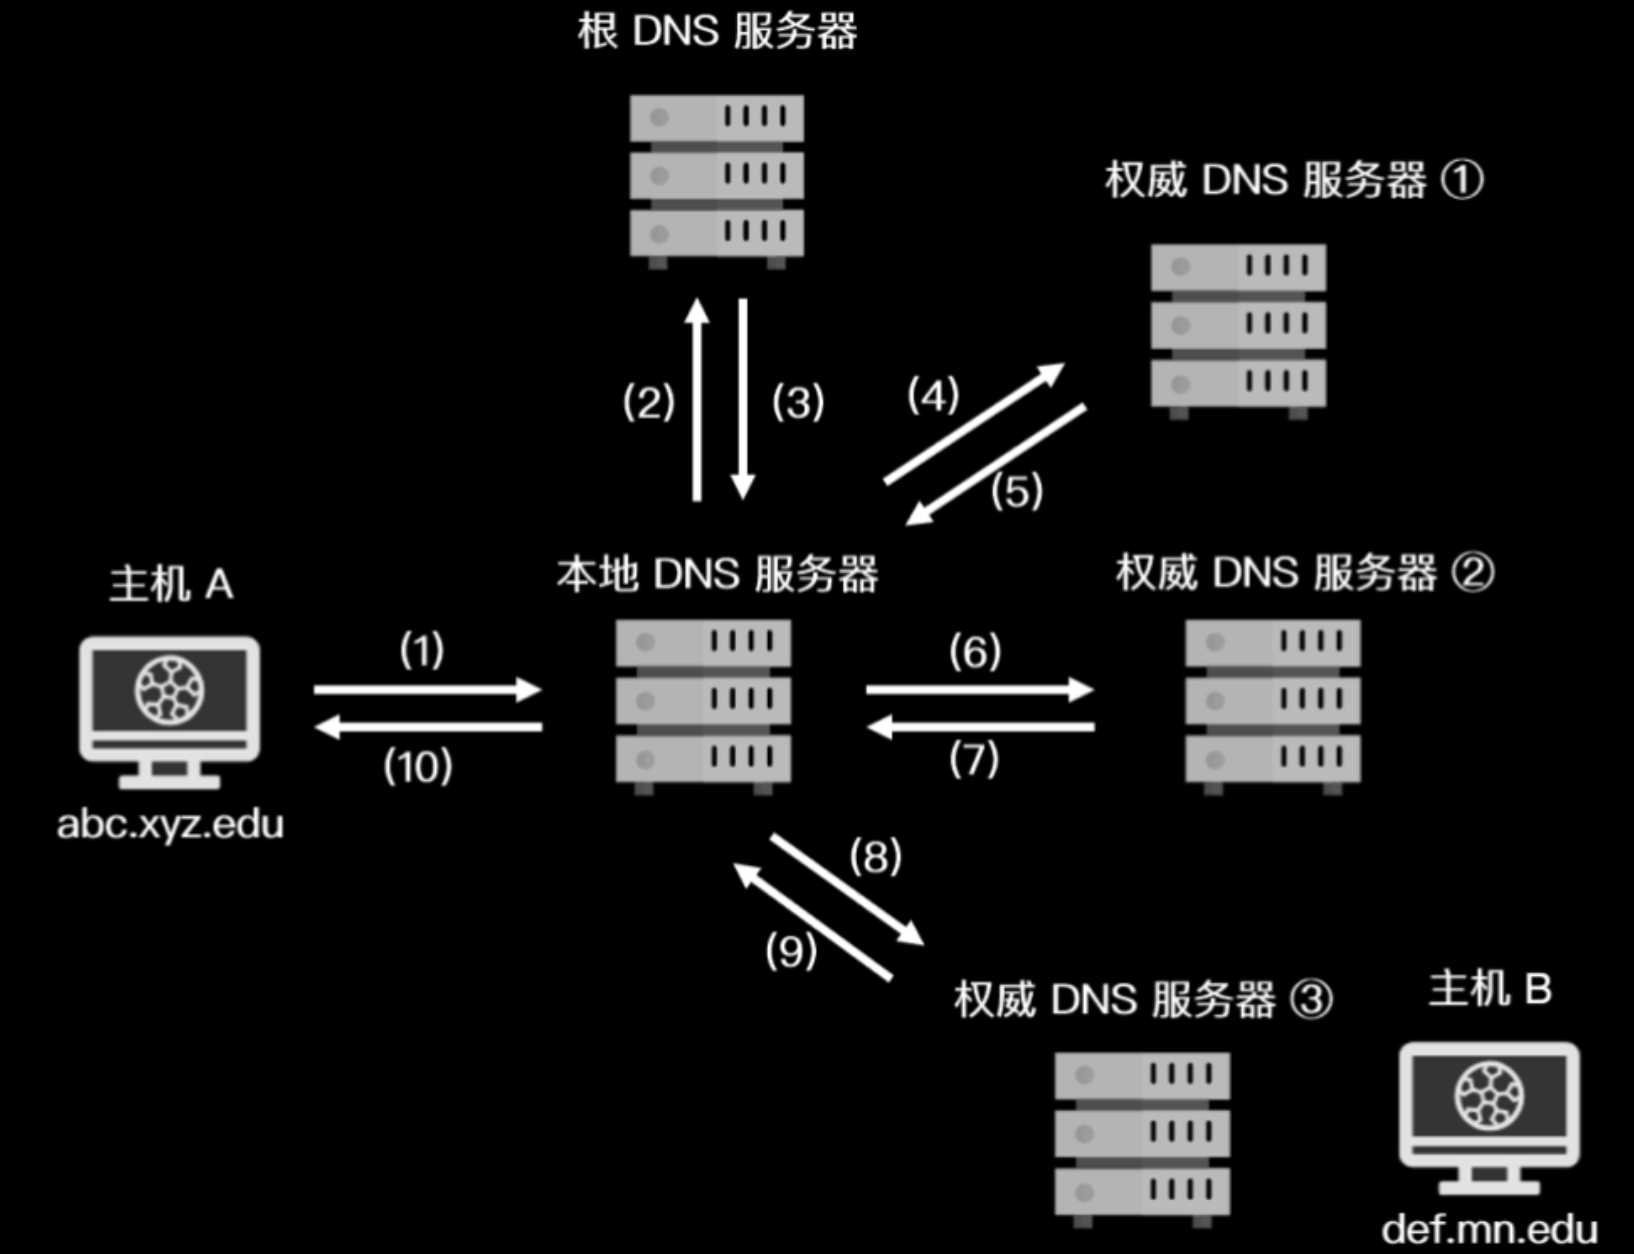 根 DNS 服务器
权威 DNS 服务器 ①
(2)
(3)
(4)
(5)
主机 A
本地 DNS 服务器
权威 DNS 服务器 ②
(1)
(10)
(6)
(7)
abc.xyz.edu
(8)
(9)
权威 DNS 服务器 ③
主机 B
def.mn.edu